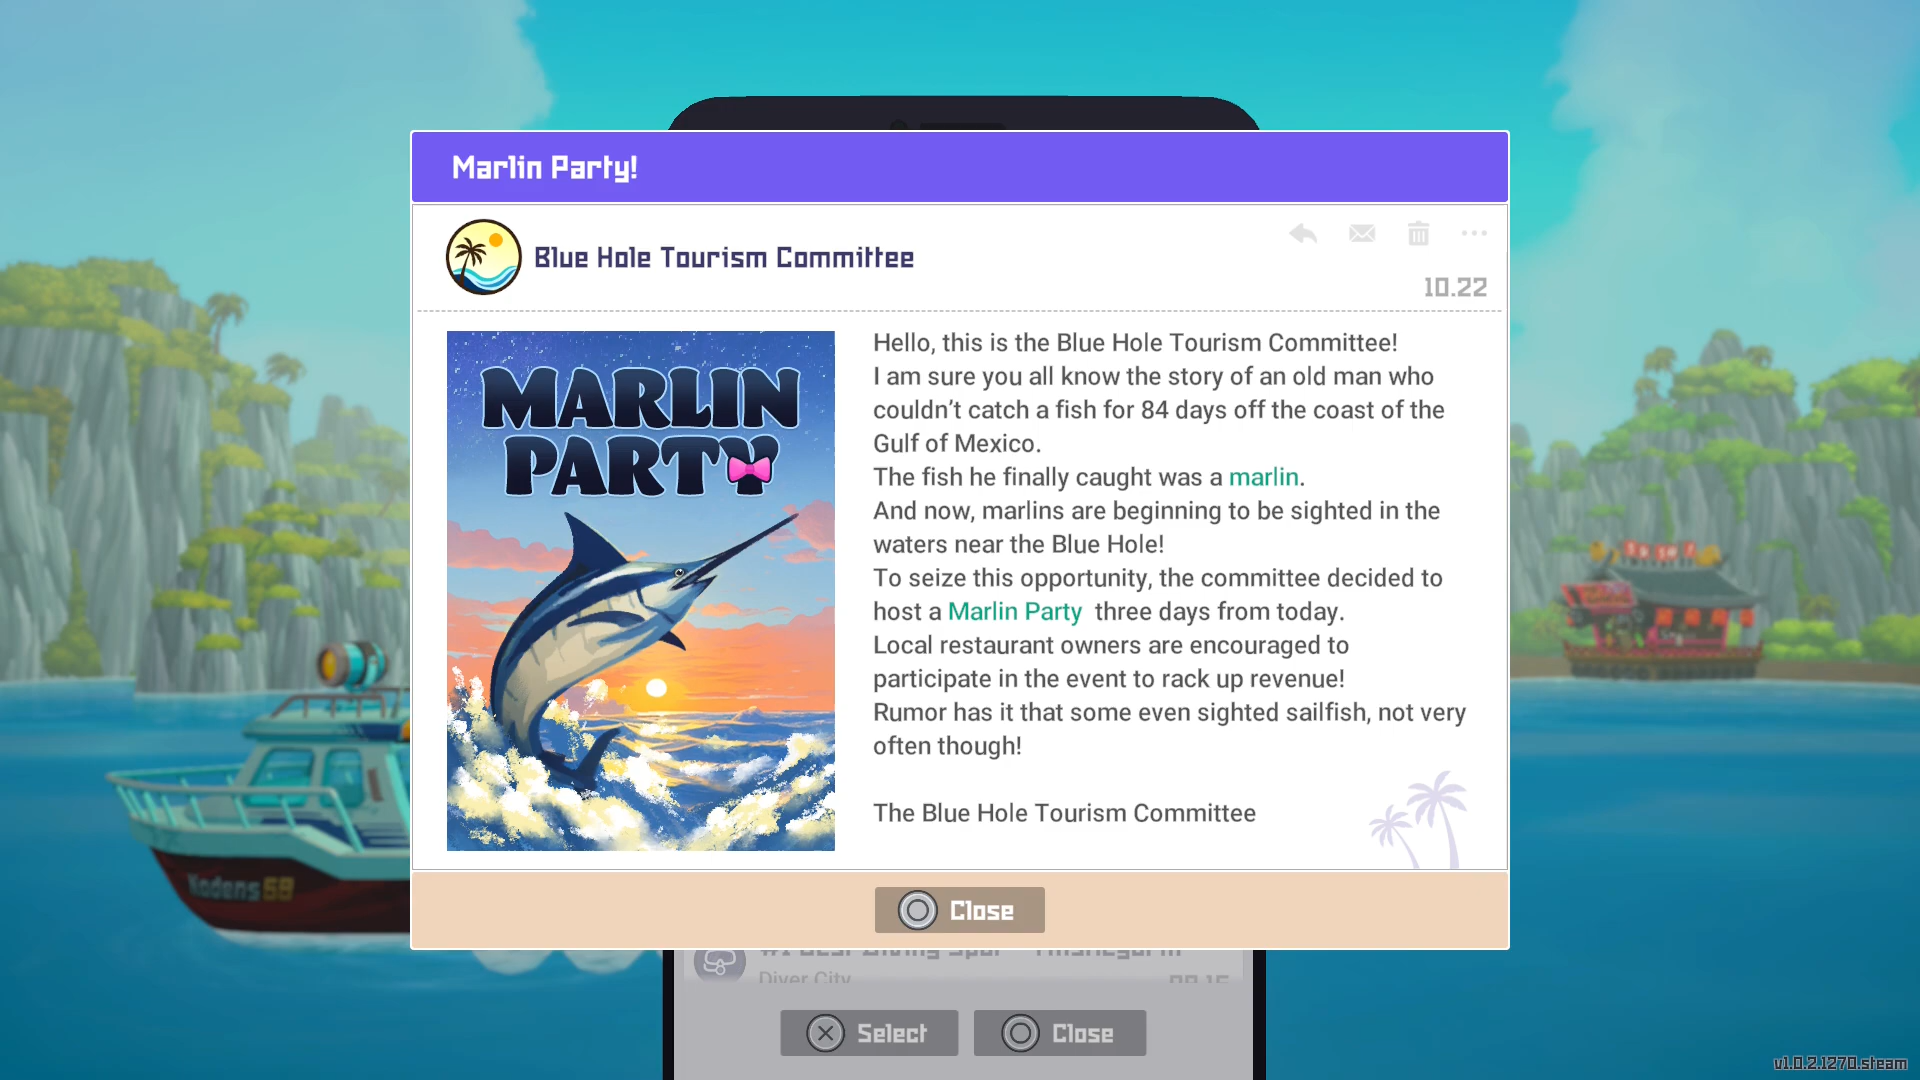 Marlin Party!
Blue Hole Tourism Committee
10.22
MARLIN
PARTY
Hello, this is the Blue Hole Tourism Committee!
I am sure you all know the story of an old man who
couldn't catch a fish for 84 days off the coast of the
Gulf of Mexico.
The fish he finally caught was a marlin.
And now, marlins are beginning to be sighted in the
waters near the Blue Hole!
To seize this opportunity, the committee decided to
host a Marlin Party three days from today.
Local restaurant owners are encouraged to
participate in the event to rack up revenue!
Rumor has it that some even sighted sailfish, not very
often though!
The Blue Hole Tourism Committee
Nadens68
Close
#1 Best Diving Spot
Diver City
Select
Close
v1.0.2.1270.steam